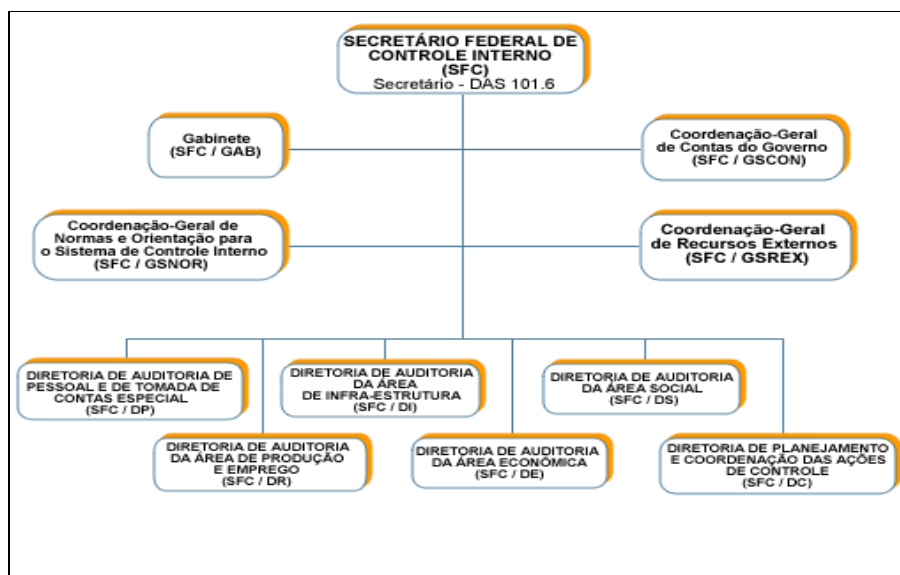 SECRETÁRIO FEDERAL DE
CONTROLE INTERNO
(SFC)
Secretário - DAS 101.6
Gabinete
(SFC / GAB)
Coordenação-Geral
de Contas do Governo
(SFC / GSCON)
Coordenação-Geral de
Normas e Orientação para
o Sistema de Controle Interno
(SFC / GSNOR)
Coordenação-Geral
de Recursos Externos
(SFC / GSREX)
DIRETORIA DE AUDITORIA DE
PESSOAL E DE TOMADA DE
CONTAS ESPECIAL
(SFC / DP)
DIRETORIA DE AUDITORIA
DA ÁREA
DE INFRA-ESTRUTURA
(SFC / DI)
DIRETORIA DE AUDITORIA
DA ÁREA SOCIAL
(SFC / DS)
DIRETORIA DE AUDITORIA
DA ÁREA DE PRODUÇÃO
E EMPREGO
(SFC / DR)
DIRETORIA DE AUDITORIA
DA ÁREA ECONÔMICA
(SFC / DE)
DIRETORIA DE PLANEJAMENTO
E COORDENAÇÃO DAS AÇÕES
DE CONTROLE
(SFC / DC)